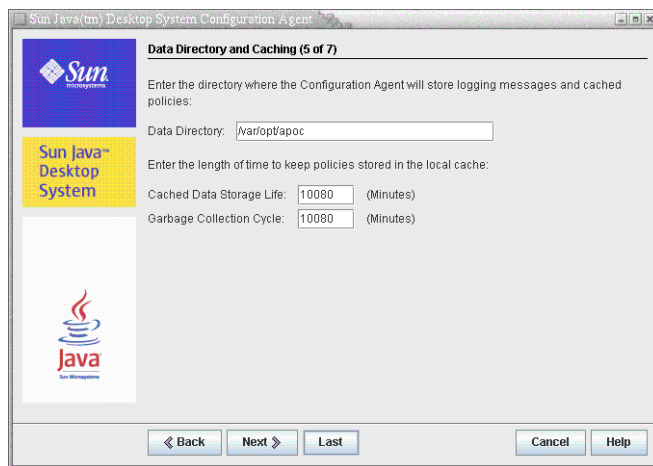 Sun Java(tm) Desktop System Configuration Agent
Sun
microsystems
Sun Java™
Desktop
System
Java
Sun Microsystems
Data Directory and Caching (5 of 7)
Enter the directory where the Configuration Agent will store logging messages and cached
policies:
Data Directory: /var/opt/apoc
Enter the length of time to keep policies stored in the local cache:
Cached Data Storage Life: 10080 (Minutes)
Garbage Collection Cycle: 10080 (Minutes)
Back Next Last Cancel Help